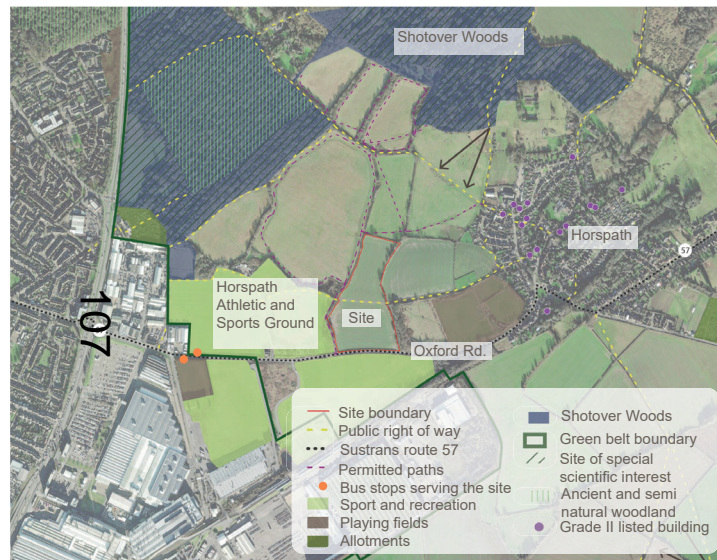 Shotover Woods
Horspath
57
Horspath
Athletic and
Sports Ground
Site
107
Oxford Rd.
Site boundary
Public right of way
Sustrans route 57
Permitted paths
Bus stops serving the site
Sport and recreation
Playing fields
Allotments
Shotover Woods
Green belt boundary
Site of special
scientific interest
Ancient and semi
natural woodland
Grade II listed building